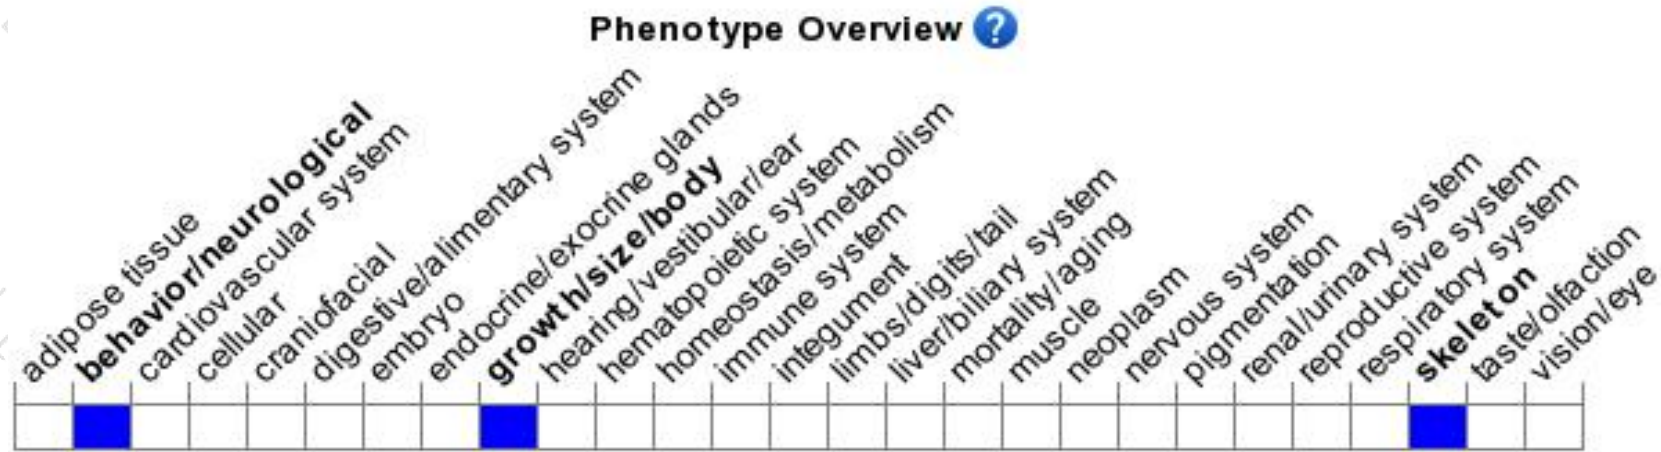 Phenotype Overview ?
adipose tissue
behavior/neurological
cardiovascular system
cellular
craniofacial
digestive/alimentary system
embryo
endocrine/exocrine glands
growth/size/body
hearing/vestibular/ear
hematopoietic system
homeostasis/metabolism
immune system
integument
limbs/digits/tail
liver/biliary system
mortality/aging
muscle
neoplasm
nervous system
pigmentation
renal/urinary system
reproductive system
respiratory system
skeleton
taste/olfaction
vision/eye